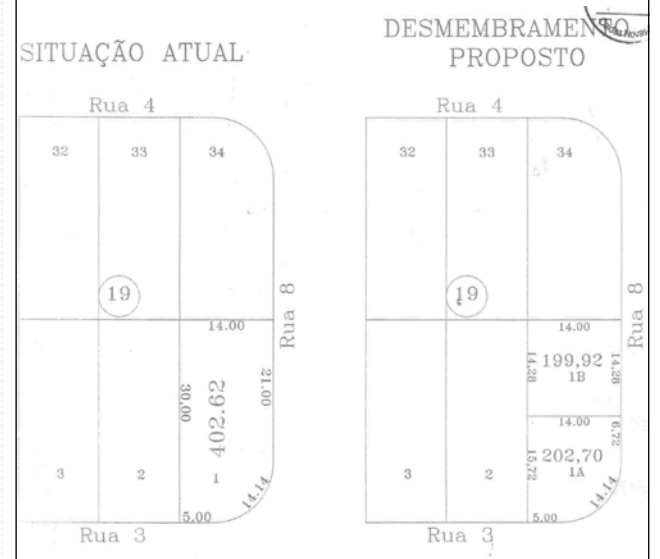 SITUAÇÃO ATUAL
Rua 4
32 33 34
19
14.00
Rua 8
30.00
402.62
21.00
3 2 1
14.14
5.00
Rua 3
DESMEMBRAMENTO
PROPOSTO
Rua 4
32 33 34
19
14.00
Rua 8
14,28
199,92
1B
14,28
14.00
6,72
15,72
202,70
1A
3 2
14,14
5.00
Rua 3